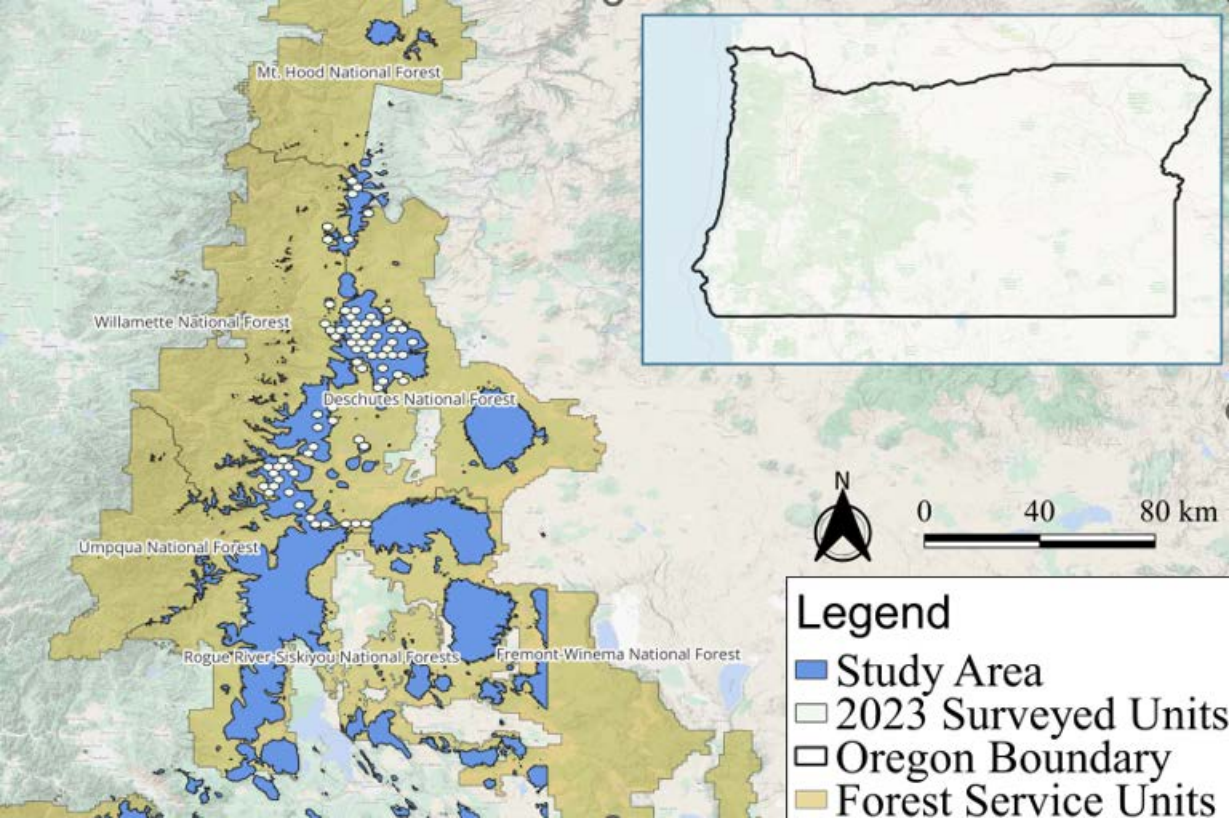 Mt. Hood National Forest
Willamette National Forest
Deschutes National Forest
Umpqua National Forest
Rogue River-Siskiyou National Forests
Fremont-Winema National Forest
N
0 40 80 km
Legend
Study Area
2023 Surveyed Units
Oregon Boundary
Forest Service Units